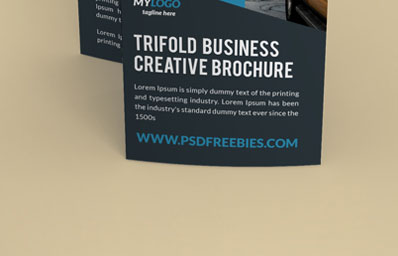 MYLOGO
tagline here
TRIFOLD BUSINESS
CREATIVE BROCHURE
Lorem Ipsum is simply dummy text of the printing
and typesetting industry. Lorem Ipsum has been
the industry's standard dummy text ever since the
1500s
WWW.PSDFREEBIES.COM